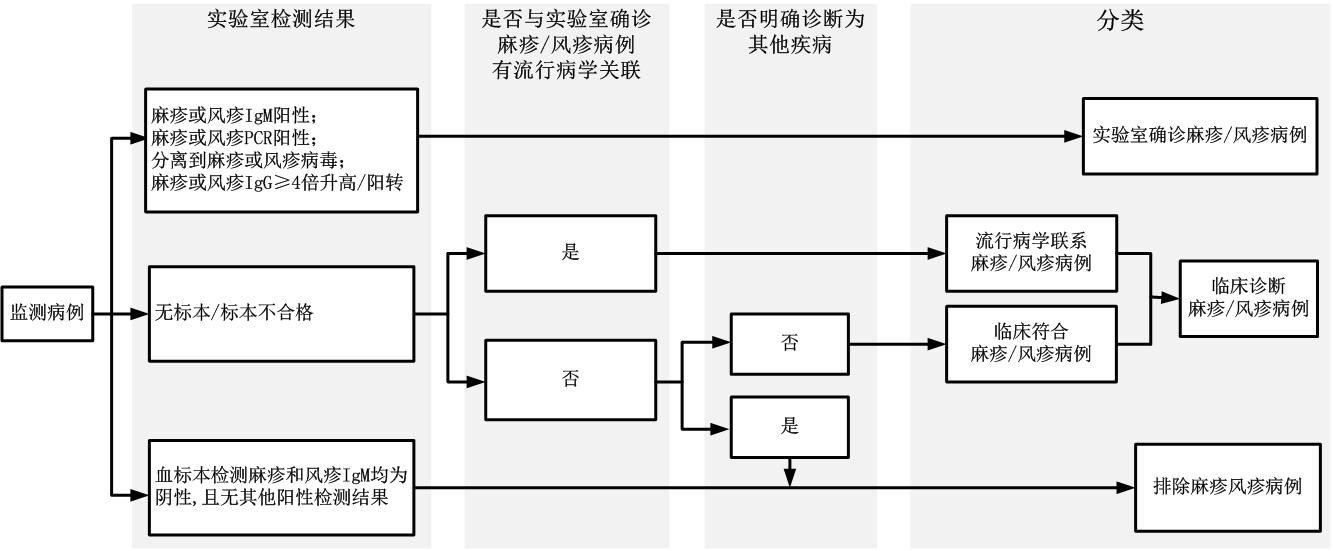 实验室检测结果
是否与实验室确诊
麻疹/风疹病例
有流行病学关联
是否明确诊断为
其他疾病
分类
麻疹或风疹IgM阳性；
麻疹或风疹PCR阳性；
分离到麻疹或风疹病毒；
麻疹或风疹IgG≥4倍升高/阳转
实验室确诊麻疹/风疹病例
监测病例
无标本/标本不合格
是
流行病学联系
麻疹/风疹病例
临床诊断
麻疹/风疹病例
否
否
临床符合
麻疹/风疹病例
是
血标本检测麻疹和风疹IgM均为
阴性,且无其他阳性检测结果
排除麻疹风疹病例